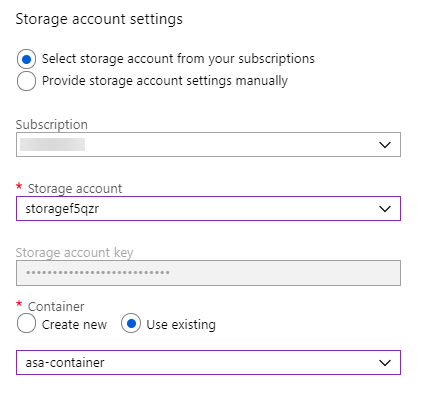 Storage account settings
Select storage account from your subscriptions
Provide storage account settings manually
Subscription
* Storage account
storagef5qzr
Storage account key
•••••••••••••••••••••••••••
* Container
Create new Use existing
asa-container